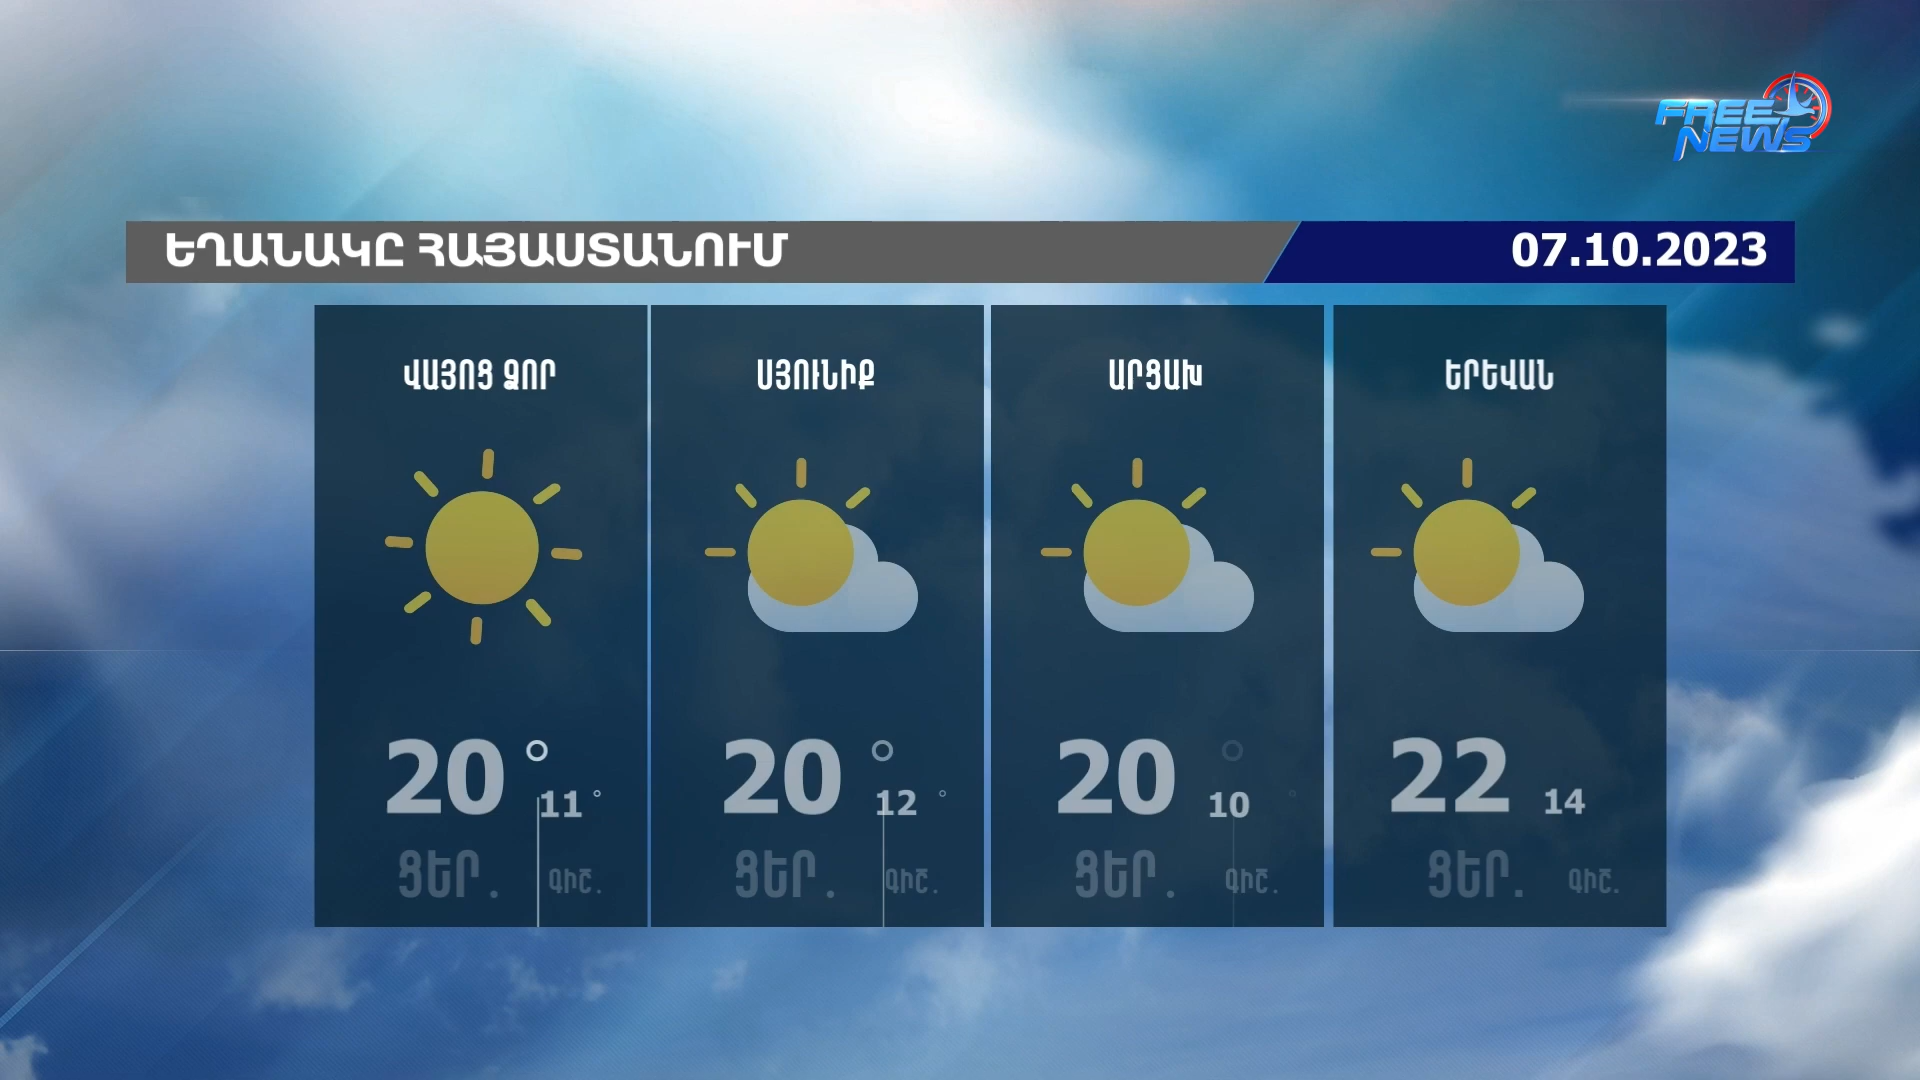 FREE
NEWS
ԵՂԱՆԱԿԸ ՀԱՅԱՍՏԱՆՈՒՄ 07.10.2023
ՎԱՅՈՑ ՁՈՐ
20° 11°
ՑԵՐ. ԳԻՇ.
ՍՅՈՒՆԻՔ
20° 12°
ՑԵՐ. ԳԻՇ.
ԱՐՑԱԽ
20° 10°
ՑԵՐ. ԳԻՇ.
ԵՐԵՎԱՆ
22 14
ՑԵՐ. ԳԻՇ.